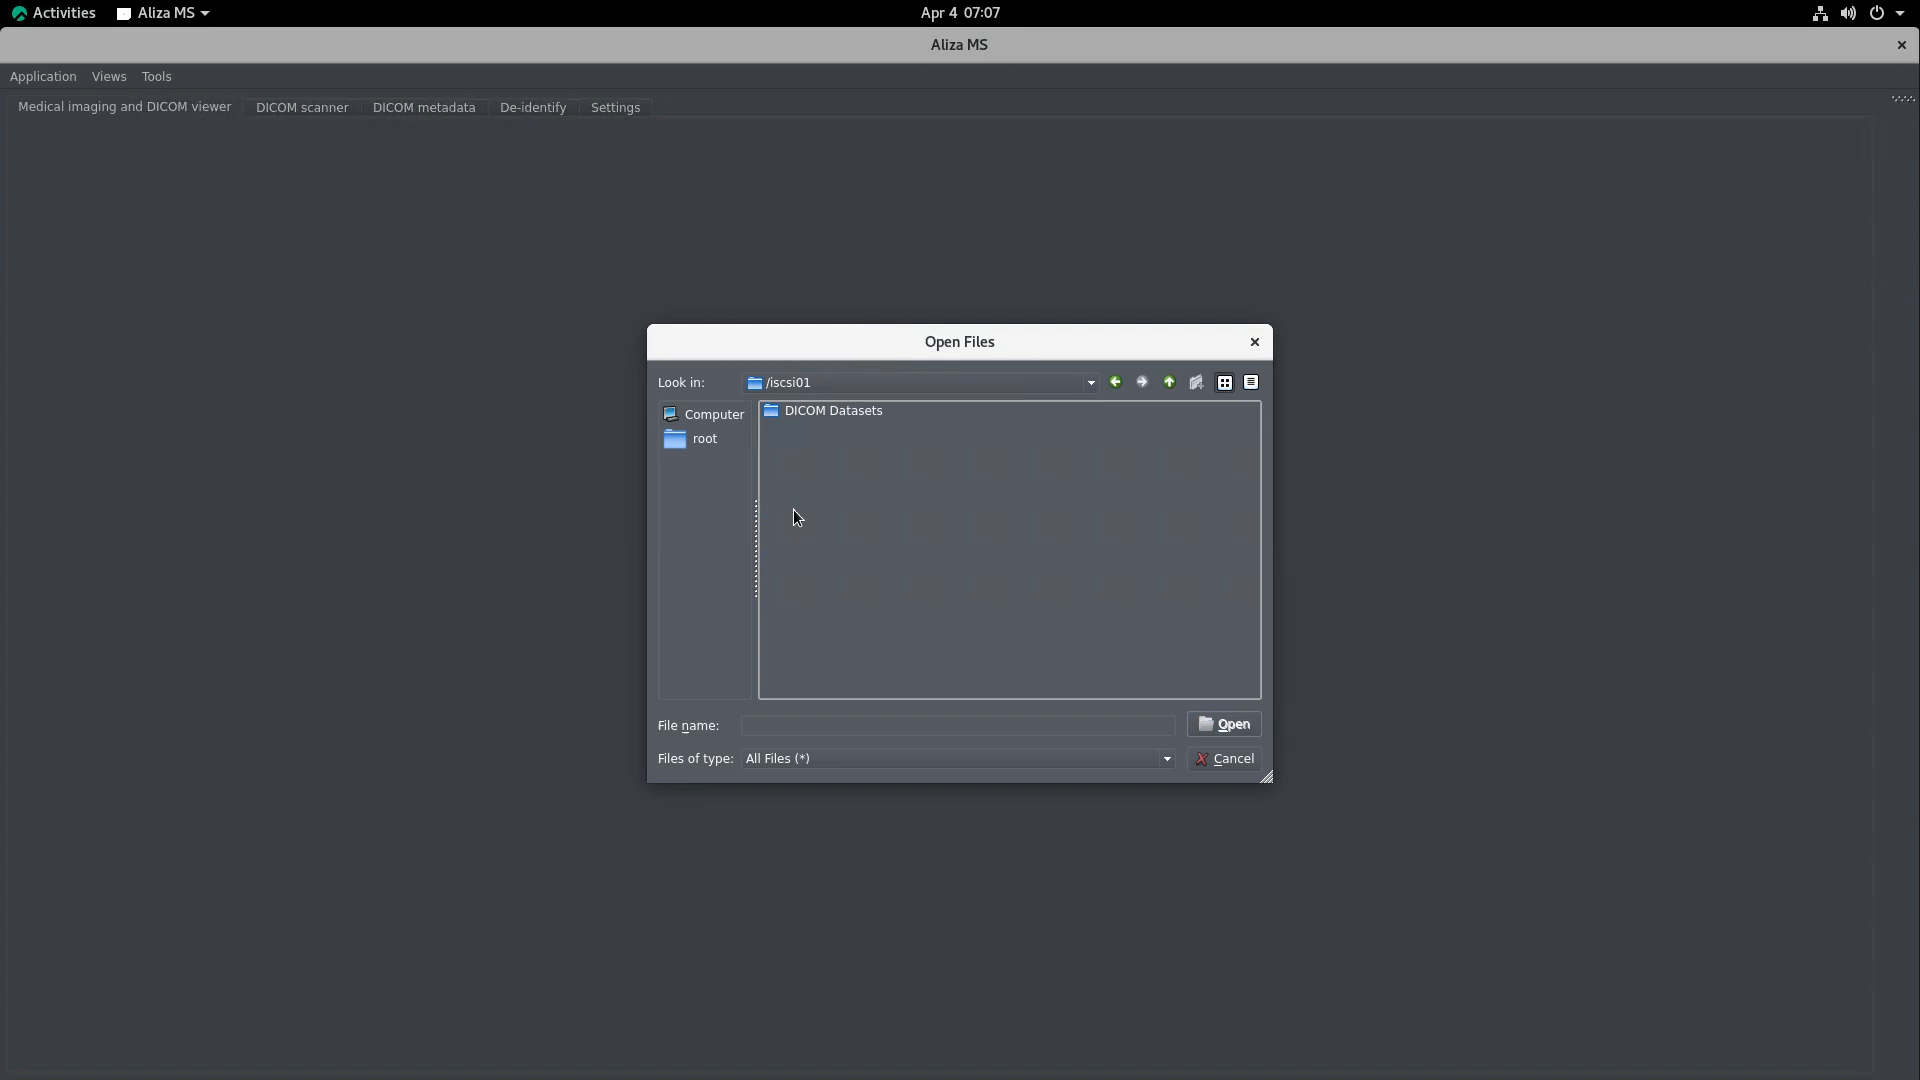 Activities Aliza MS Apr 4 07:07
Aliza MS
Application Views Tools
Medical imaging and DICOM viewer DICOM scanner DICOM metadata De-identify Settings
Open Files
Look in: /iscsi01
Computer
root
DICOM Datasets
File name: Open
Files of type: All Files (*) Cancel